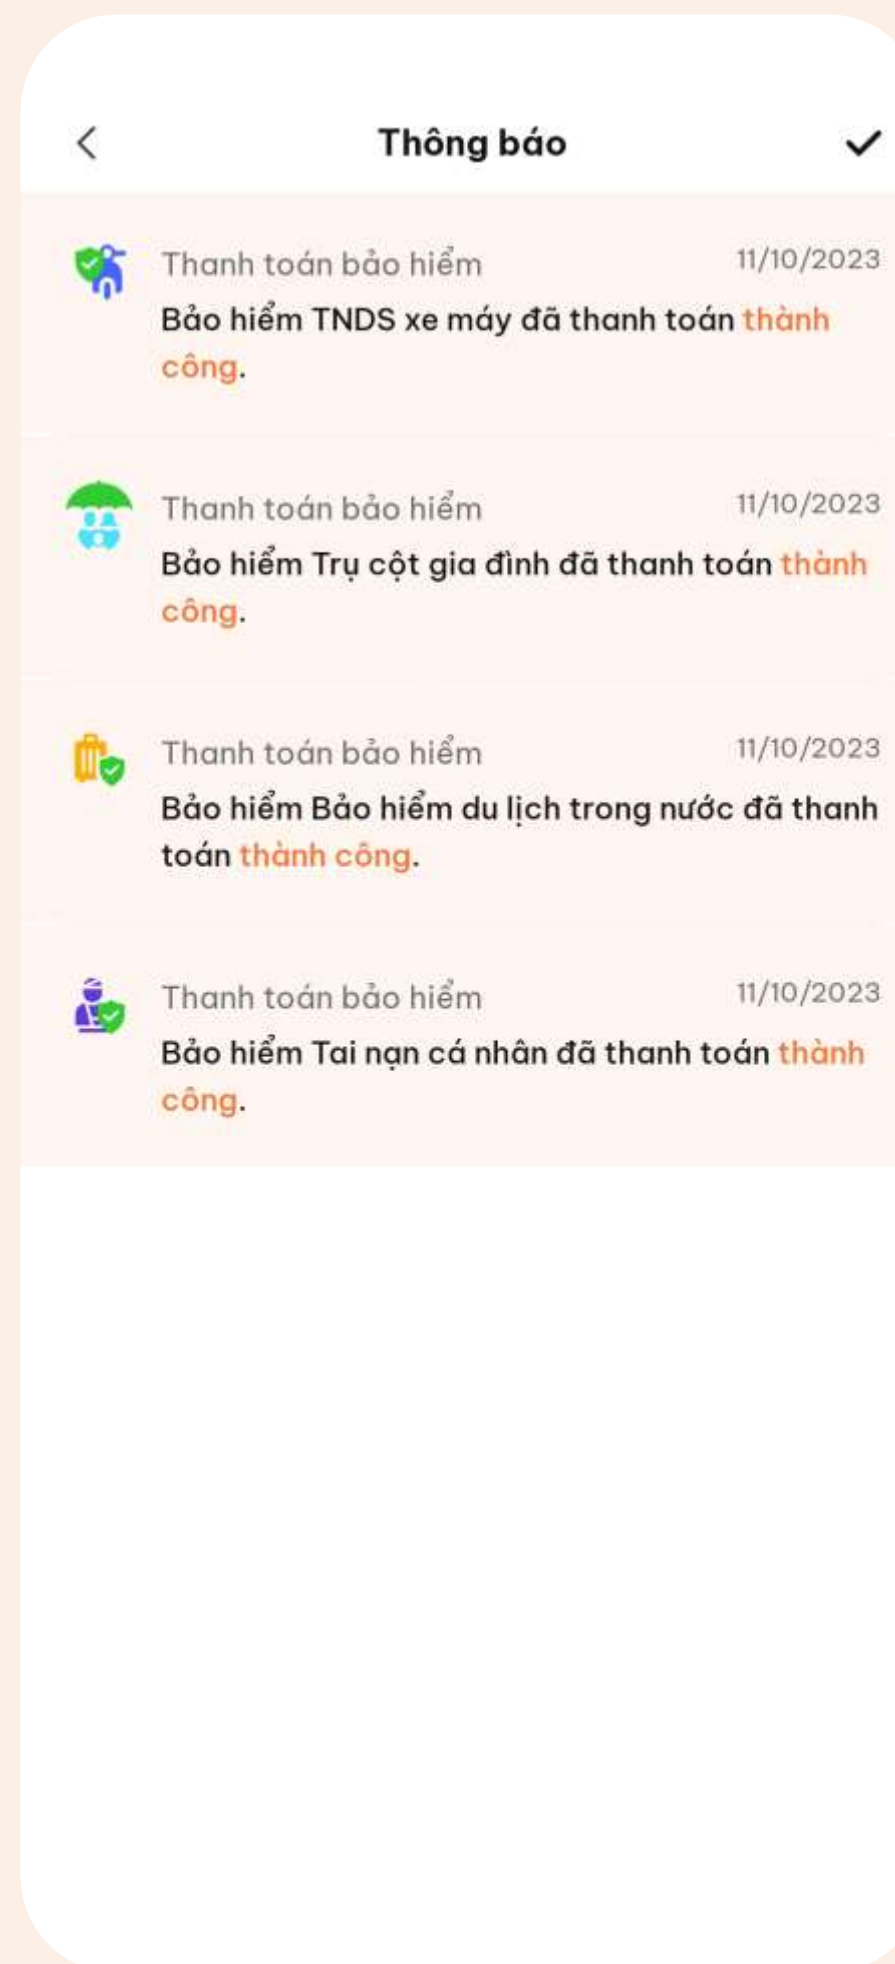 Thông báo
Thanh toán bảo hiểm 11/10/2023
Bảo hiểm TNDS xe máy đã thanh toán thành
công.
Thanh toán bảo hiểm 11/10/2023
Bảo hiểm Trụ cột gia đình đã thanh toán thành
công.
Thanh toán bảo hiểm 11/10/2023
Bảo hiểm Bảo hiểm du lịch trong nước đã thanh
toán thành công.
Thanh toán bảo hiểm 11/10/2023
Bảo hiểm Tai nạn cá nhân đã thanh toán thành
công.